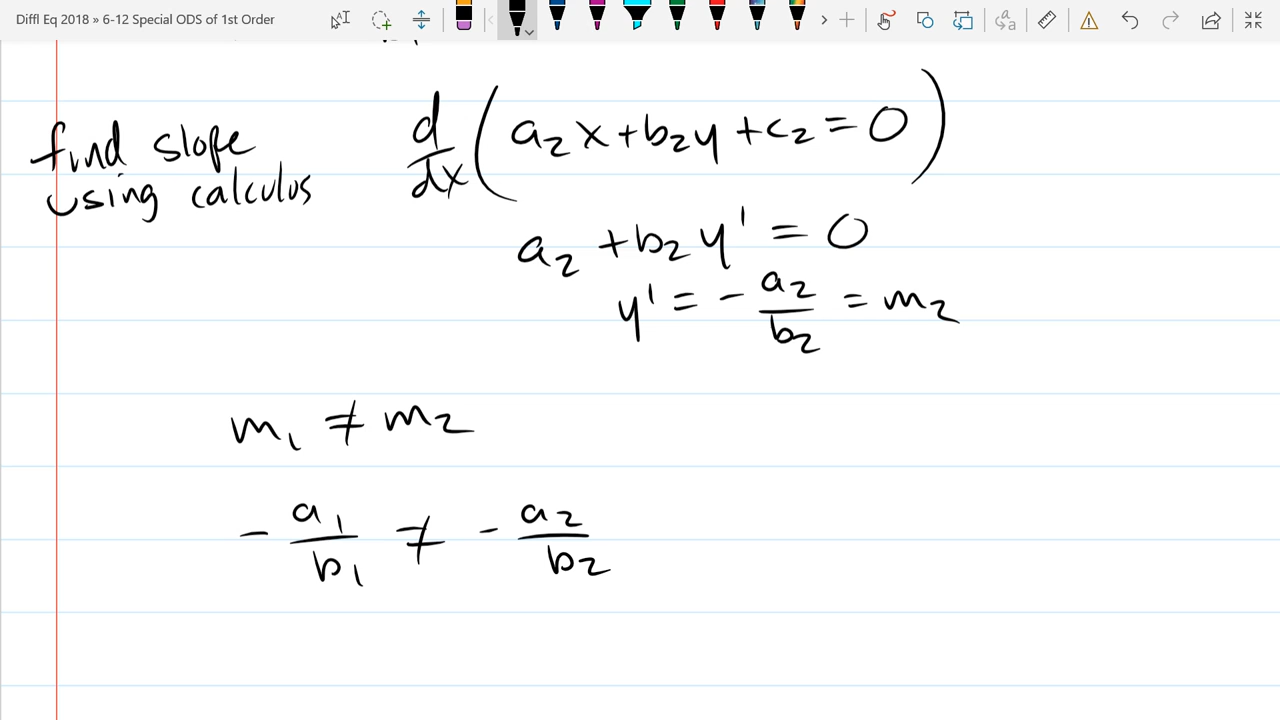 Diffl Eq 2018 » 6-12 Special ODS of 1st Order
find slope
using calculus
d/dx (a₂x+b₂y+c₂=0)
a₂+b₂y'=0
y'=-a₂/b₂=m₂
m₁≠m₂
-a₁/b₁≠-a₂/b₂